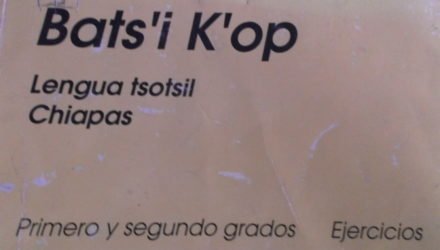 Bats'i K'op
Lengua tsotsil
Chiapas
Primero y segundo grados Ejercicios